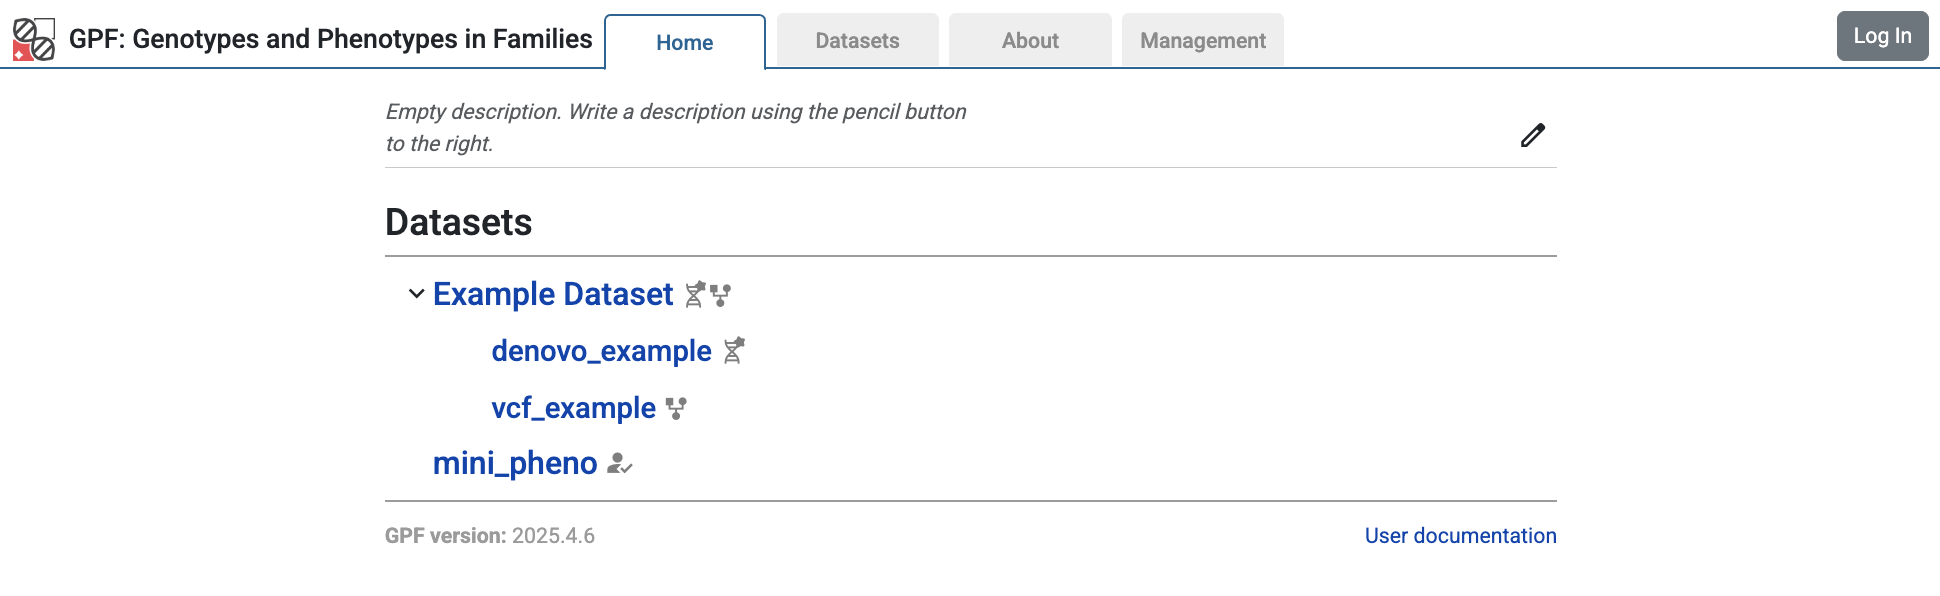 GPF: Genotypes and Phenotypes in Families
Home
Datasets
About
Management
Log In
Empty description. Write a description using the pencil button
to the right.
Datasets
Example Dataset
denovo_example
vcf_example
mini_pheno
GPF version: 2025.4.6
User documentation